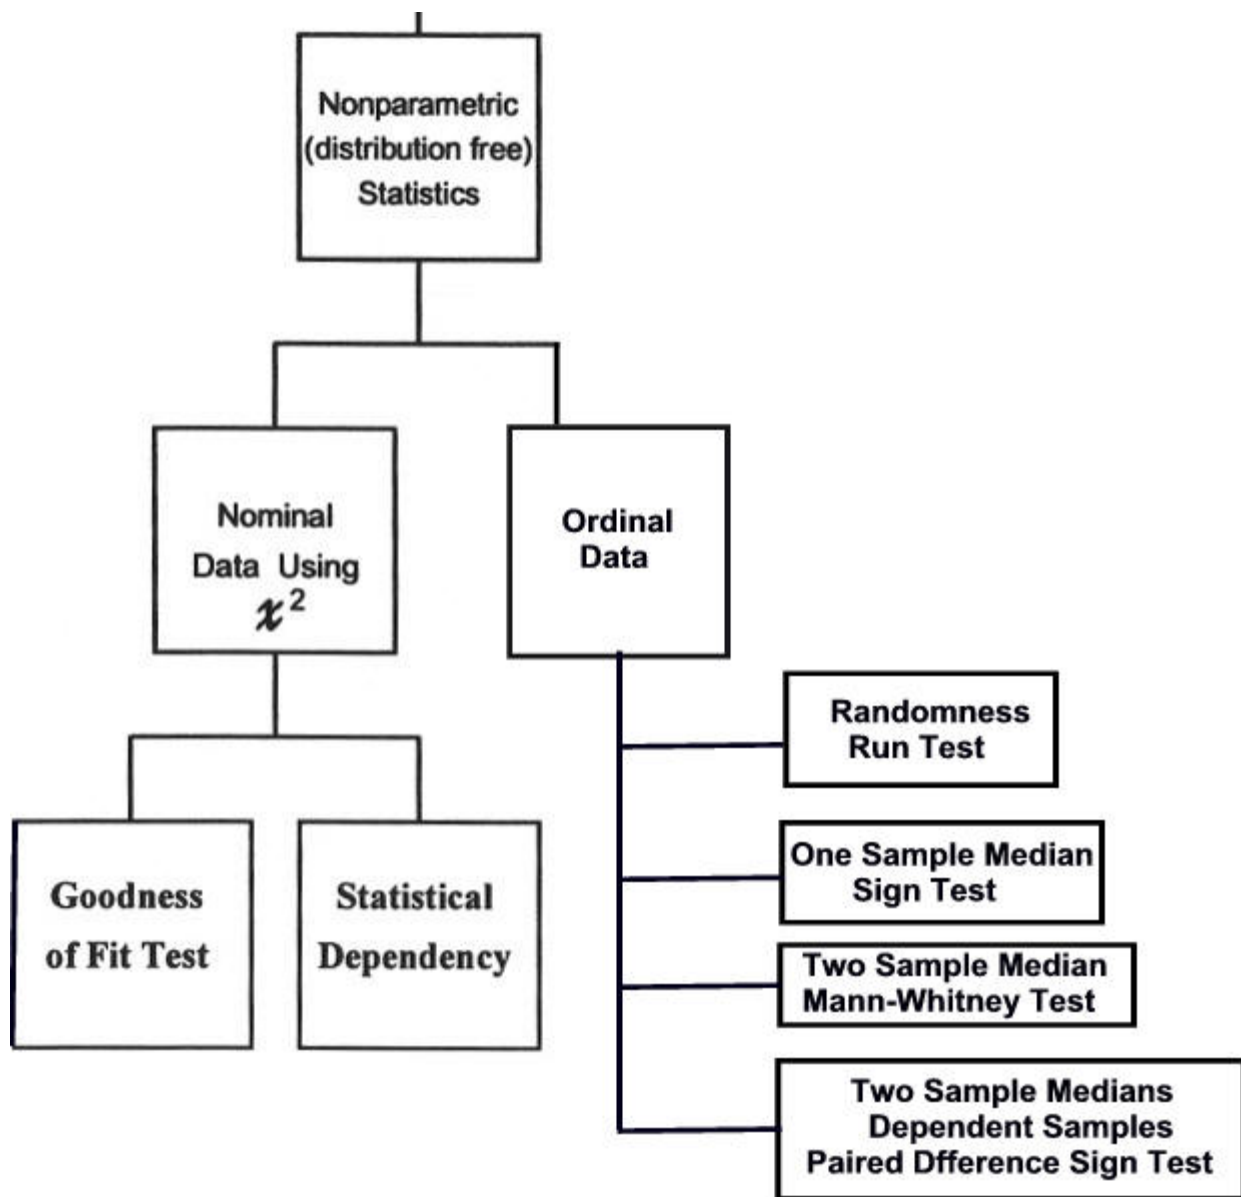 Nonparametric
(distribution free)
Statistics
Nominal
Data Using
𝓍²
Ordinal
Data
Goodness
of Fit Test
Statistical
Dependency
Randomness
Run Test
One Sample Median
Sign Test
Two Sample Median
Mann-Whitney Test
Two Sample Medians
Dependent Samples
Paired Dfference Sign Test